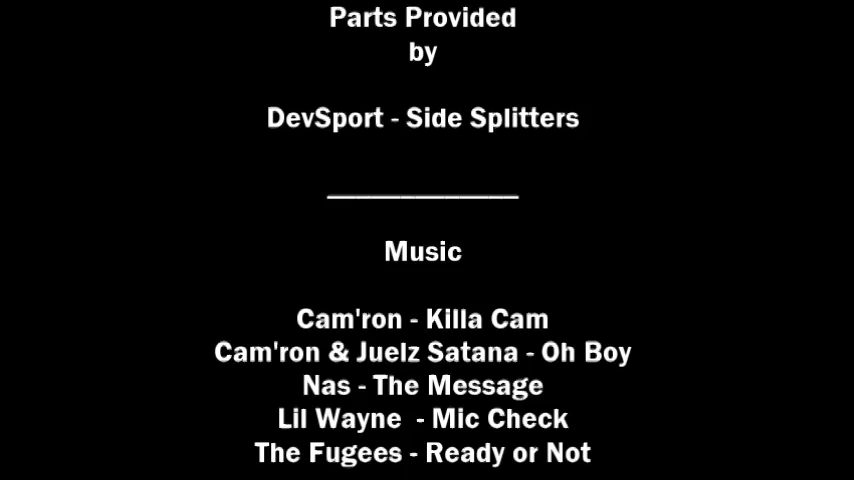 Parts Provided
by
DevSport - Side Splitters
Music
Cam'ron - Killa Cam
Cam'ron & Juelz Satana - Oh Boy
Nas - The Message
Lil Wayne  - Mic Check
The Fugees - Ready or Not